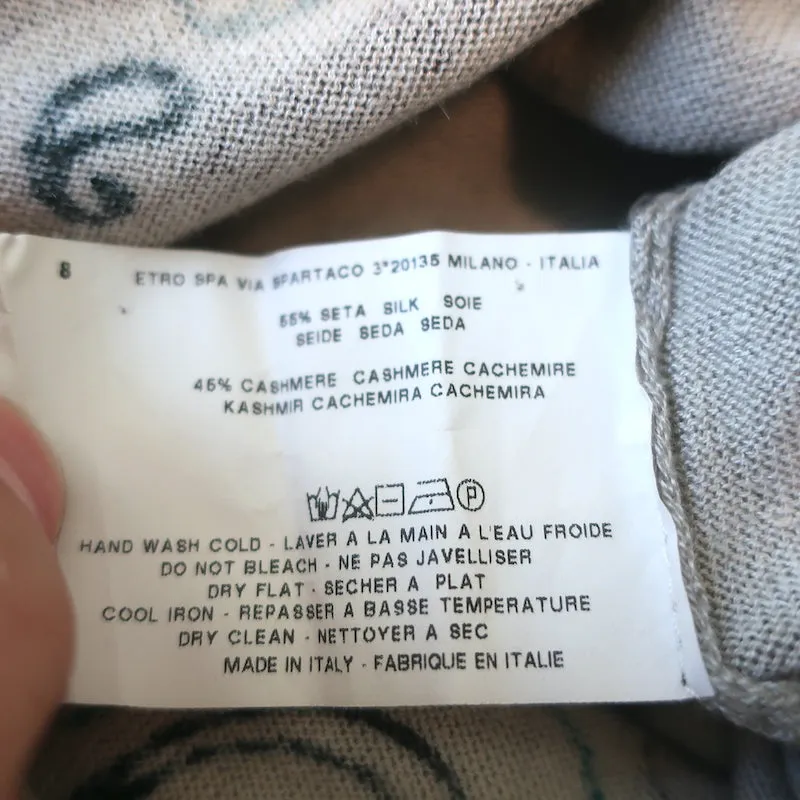 8 ETRO SPA VIA SPARTACO 3*20135 MILANO - ITALIA
55% SETA SILK SOIE
SEIDE SEDA SEDA
45% CASHMERE CASHMERE CACHEMIRE
KASHMIR CACHEMIRA CACHEMIRA
P
HAND WASH COLD - LAVER A LA MAIN A L'EAU FROIDE
DO NOT BLEACH - NE PAS JAVELLISER
DRY FLAT - SECHER A PLAT
COOL IRON - REPASSER A BASSE TEMPERATURE
DRY CLEAN - NETTOYER A SEC
MADE IN ITALY - FABRIQUE EN ITALIE